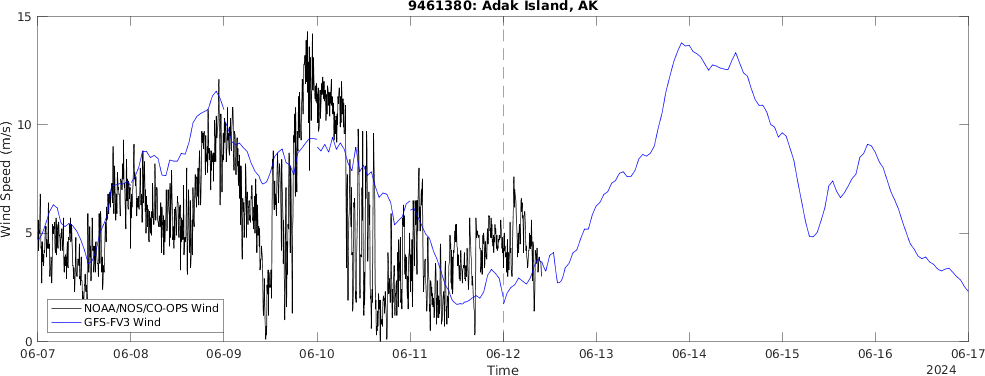 9461380: Adak Island, AK
15
10
5
0
Wind Speed (m/s)
NOAA/NOS/CO-OPS Wind
GFS-FV3 Wind
06-07 06-08 06-09 06-10 06-11 06-12 06-13 06-14 06-15 06-16 06-17
Time
2024